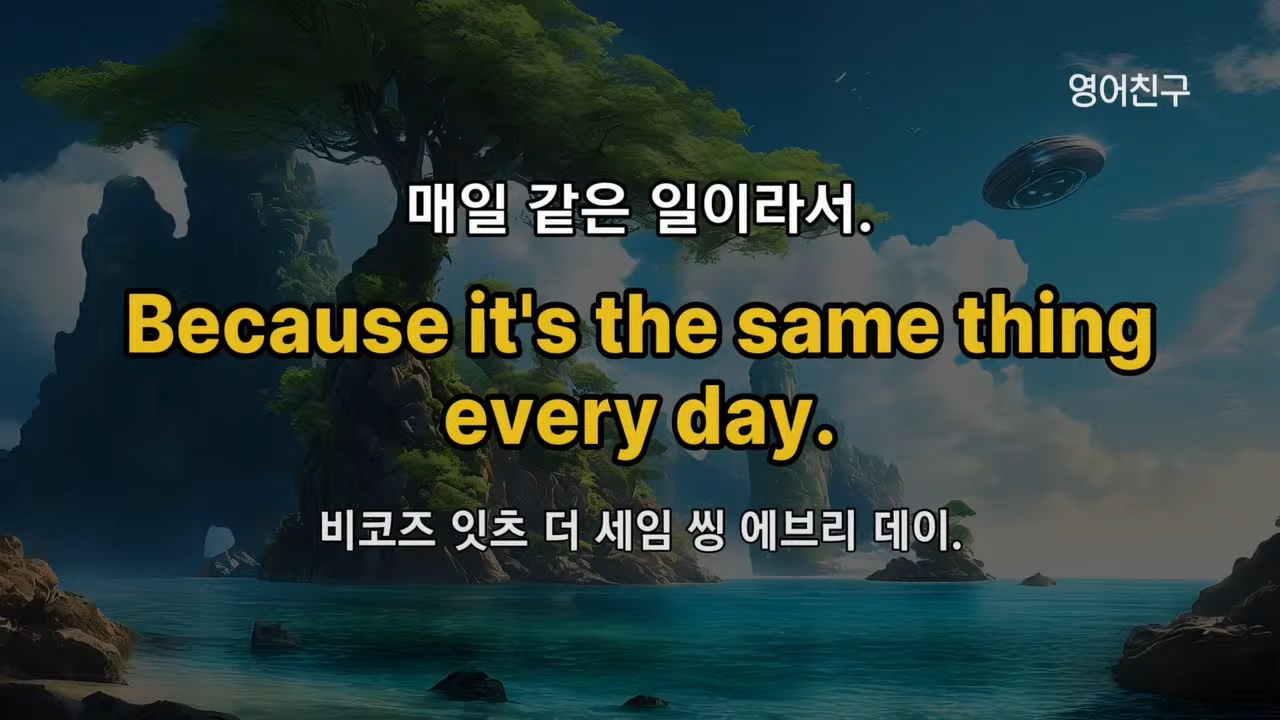 영어친구
매일 같은 일이라서.
Because it's the same thing
every day.
비코즈 잇츠 더 세임 씽 에브리 데이.